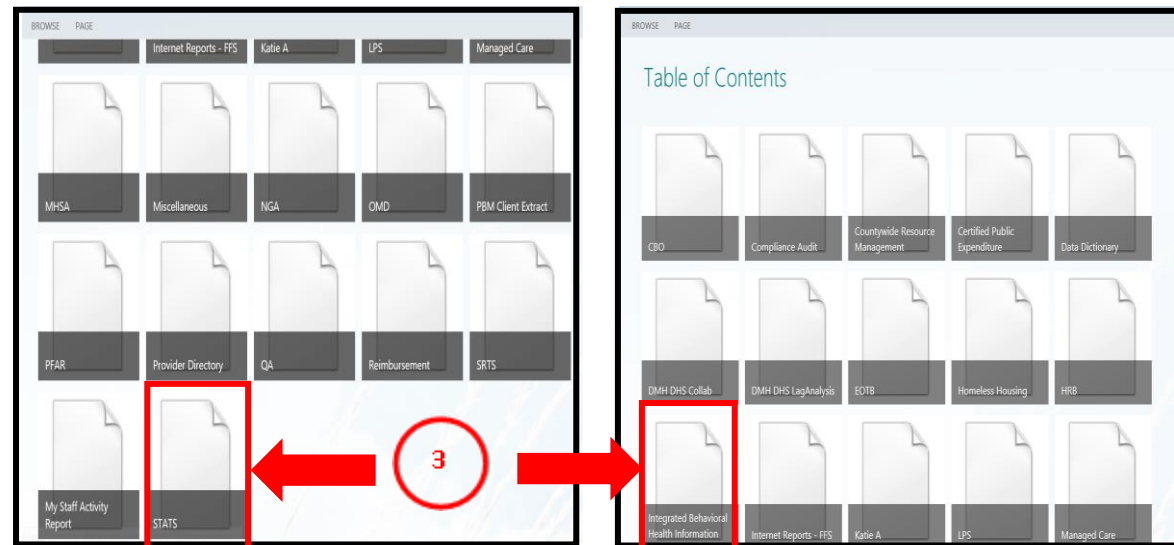 BROWSE PAGE
Internet Reports - FFS
Katie A
LPS
Managed Care
MHSA
Miscellaneous
NGA
OMD
PBM Client Extract
PFAR
Provider Directory
QA
Reimbursement
SRTS
My Staff Activity
Report
STATS
3
BROWSE PAGE
Table of Contents
CBO
Compliance Audit
Countywide Resource
Management
Certified Public
Expenditure
Data Dictionary
DMH DHS Collab
DMH DHS LagAnalysis
EOTB
Homeless Housing
HRB
Integrated Behavioral
Health Information
Internet Reports - FFS
Katie A
LPS
Managed Care